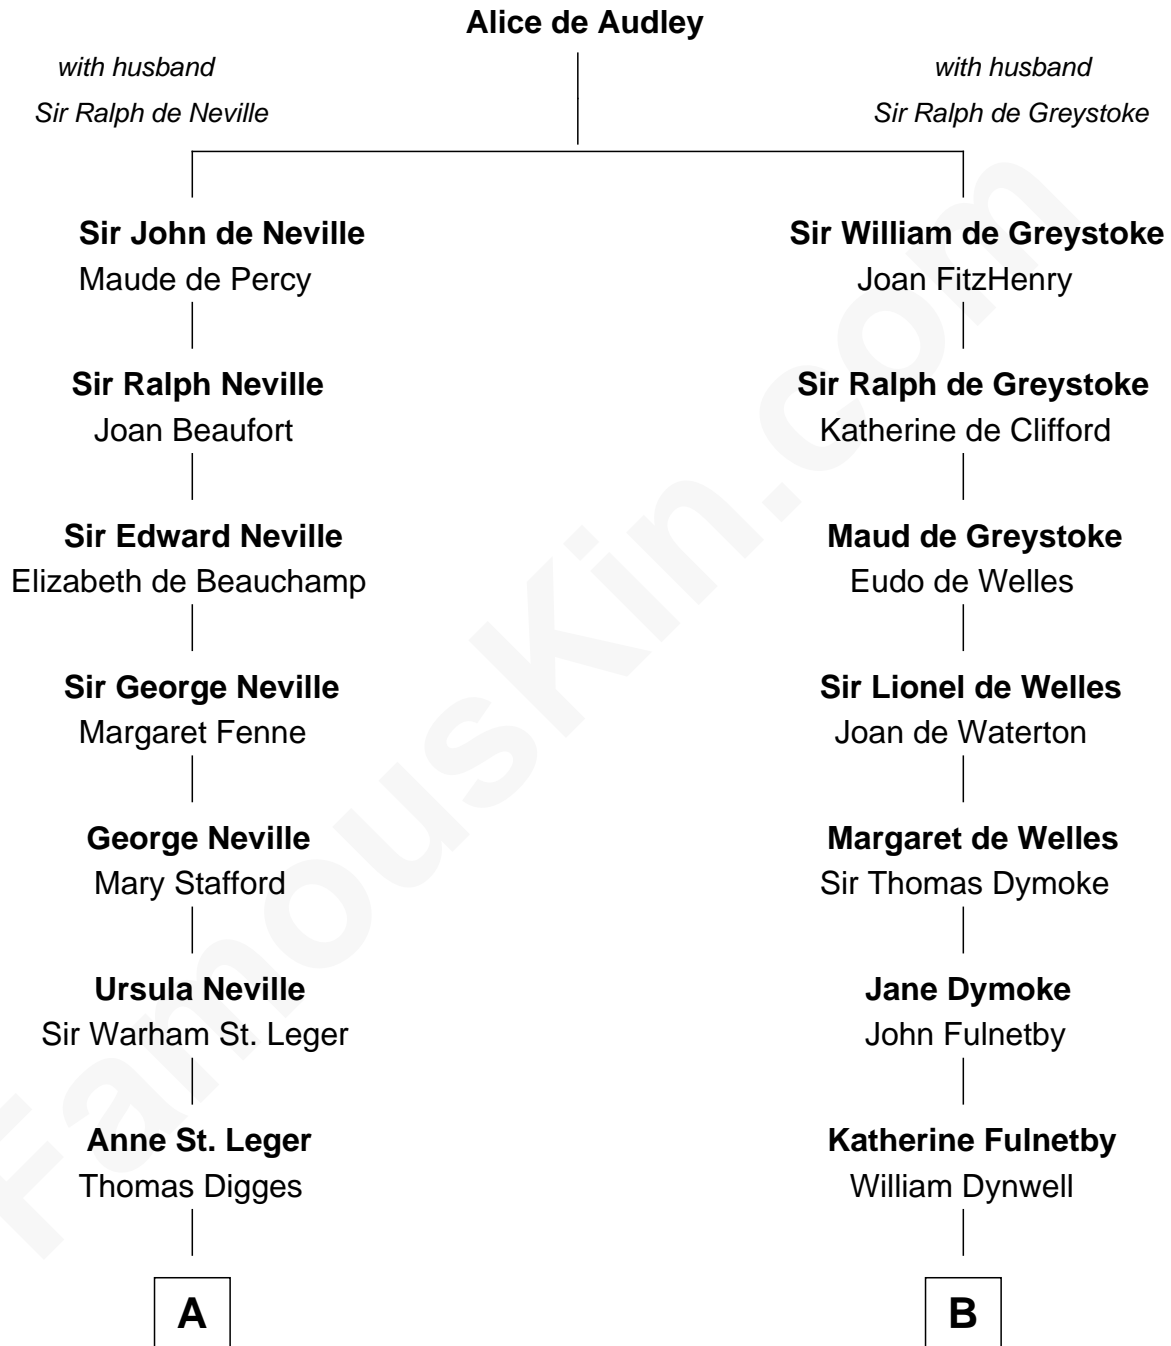 Alice de Audley
with husband
Sir Ralph de Neville
with husband
Sir Ralph de Greystoke
Sir John de Neville
Maude de Percy
Sir William de Greystoke
Joan FitzHenry
Sir Ralph Neville
Joan Beaufort
Sir Ralph de Greystoke
Katherine de Clifford
Sir Edward Neville
Elizabeth de Beauchamp
Maud de Greystoke
Eudo de Welles
Sir George Neville
Margaret Fenne
Sir Lionel de Welles
Joan de Waterton
George Neville
Mary Stafford
Margaret de Welles
Sir Thomas Dymoke
Ursula Neville
Sir Warham St. Leger
Jane Dymoke
John Fulnetby
Anne St. Leger
Thomas Digges
Katherine Fulnetby
William Dynwell
A
B
FamousKin.com